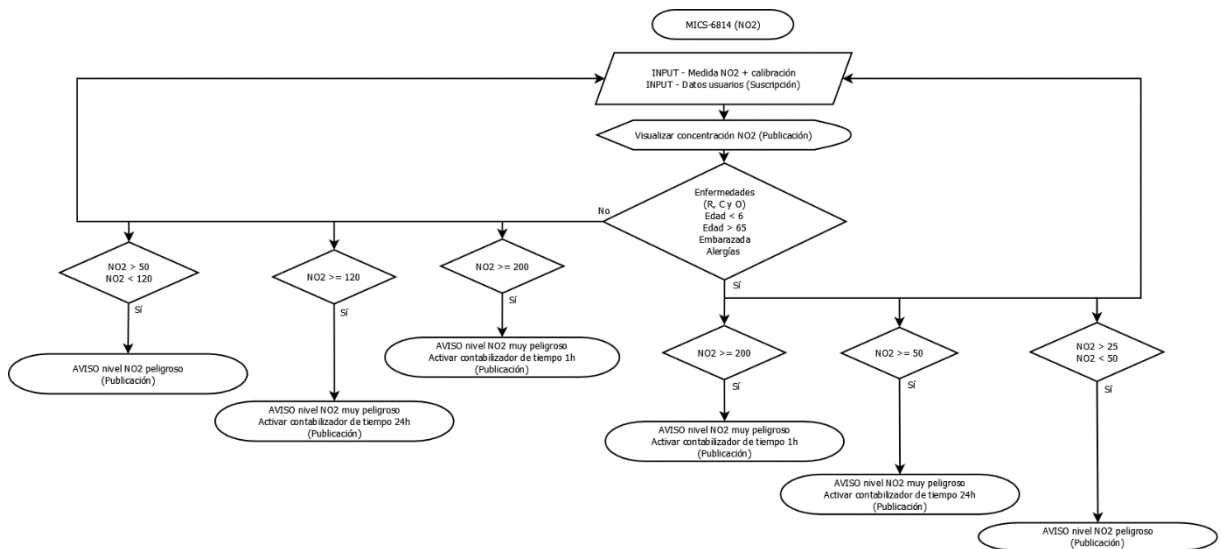 MICS-6814 (NO2)
INPUT - Medida NO2 + calibración
INPUT - Datos usuarios (Suscripción)
Visualizar concentración NO2 (Publicación)
Enfermedades
(R, C y O)
Edad < 6
Edad > 65
Embarazada
Alergías
No
Sí
NO2 > 50
NO2 < 120
Sí
NO2 >= 120
Sí
NO2 >= 200
Sí
AVISO nivel NO2 peligroso
(Publicación)
AVISO nivel NO2 muy peligroso
Activar contabilizador de tiempo 24h
(Publicación)
AVISO nivel NO2 muy peligroso
Activar contabilizador de tiempo 1h
(Publicación)
NO2 >= 200
Sí
NO2 >= 50
Sí
NO2 > 25
NO2 < 50
Sí
AVISO nivel NO2 muy peligroso
Activar contabilizador de tiempo 1h
(Publicación)
AVISO nivel NO2 muy peligroso
Activar contabilizador de tiempo 24h
(Publicación)
AVISO nivel NO2 peligroso
(Publicación)